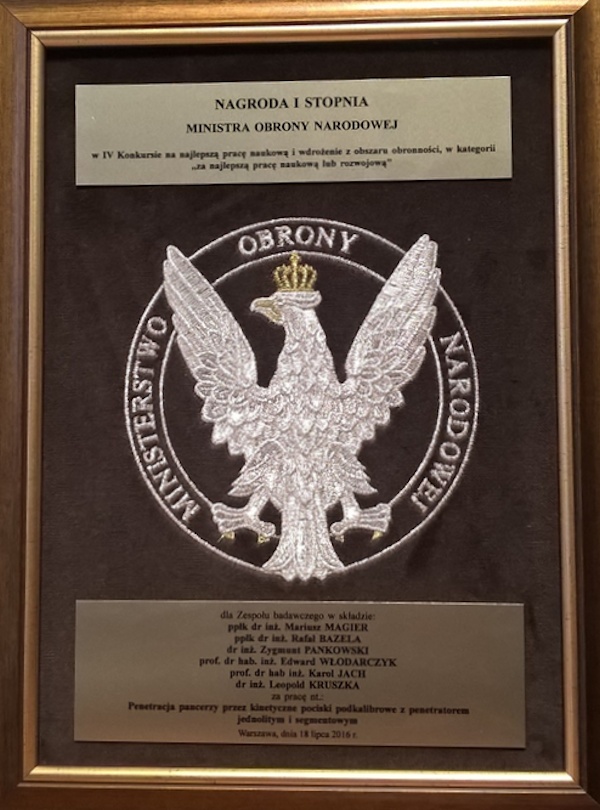 NAGRODA I STOPNIA
MINISTRA OBRONY NARODOWEJ
w IV Konkursie na najlepszą pracę naukową i wdrożenie z obszaru obronności, w kategorii
„za najlepszą pracę naukową lub rozwojową"
MINISTERSTWO OBRONY NARODOWEJ
dla Zespołu badawczego w składzie:
ppłk dr inż. Mariusz MAGIER
ppłk dr inż. Rafał BAZELA
dr inż. Zygmunt PANKOWSKI
prof. dr hab. inż. Edward WŁODARCZYK
prof. dr hab inż. Karol JACH
dr inż. Leopold KRUSZKA
za pracę nt.:
Penetracja pancerzy przez kinetyczne pociski podkalibrowe z penetratorem
jednolitym i segmentowym
Warszawa, dnia 18 lipca 2016 r.